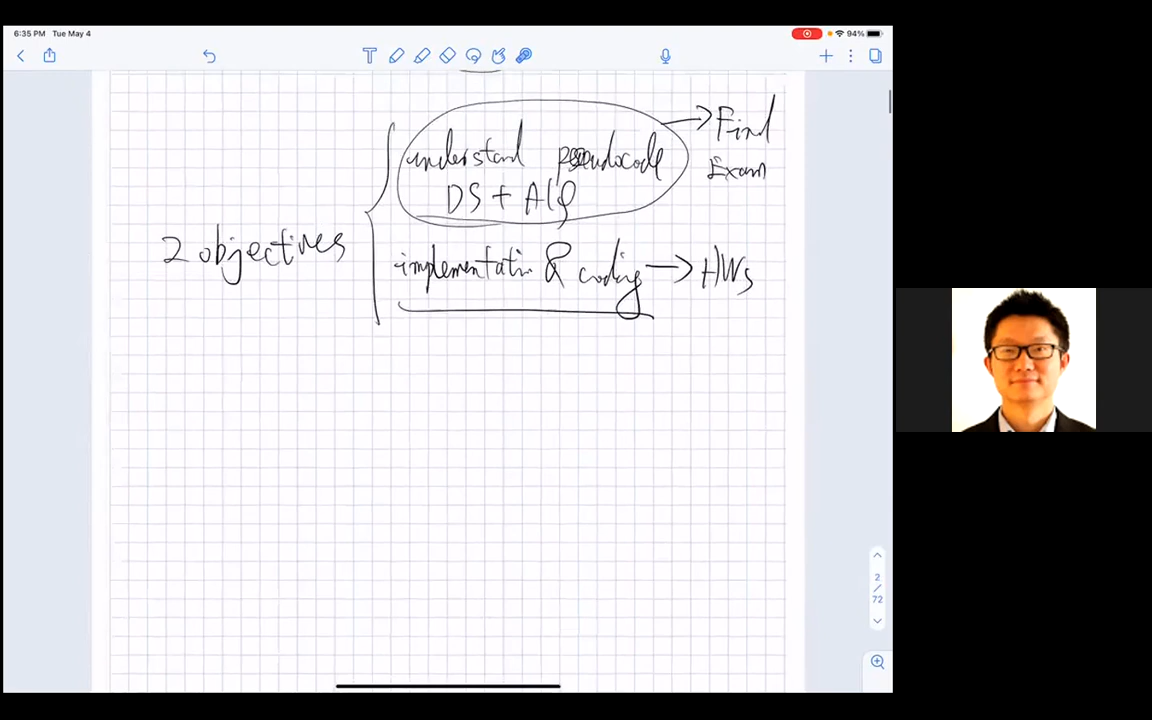 6:35 PM Tue May 4
94%
T
understand pseudocode
DS + Alg
→ Final
Exam
2 objectives
implementatin & coding → HWs
2
/
72